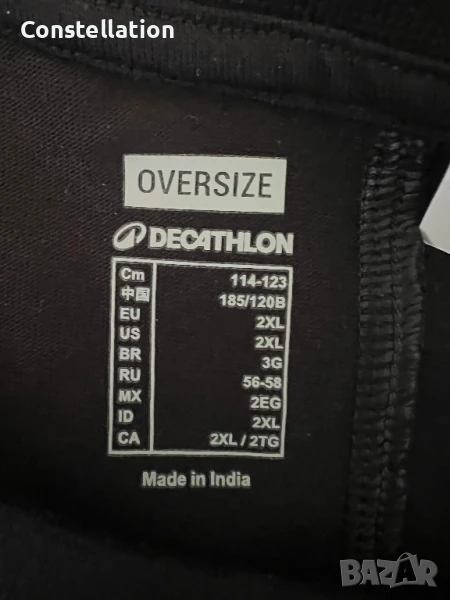 Constellation
OVERSIZE
DECATHLON
Cm 114-123
中国 185/120B
EU 2XL
US 2XL
BR 3G
RU 56-58
MX 2EG
ID 2XL
CA 2XL / 2TG
Made in India
BAZAR